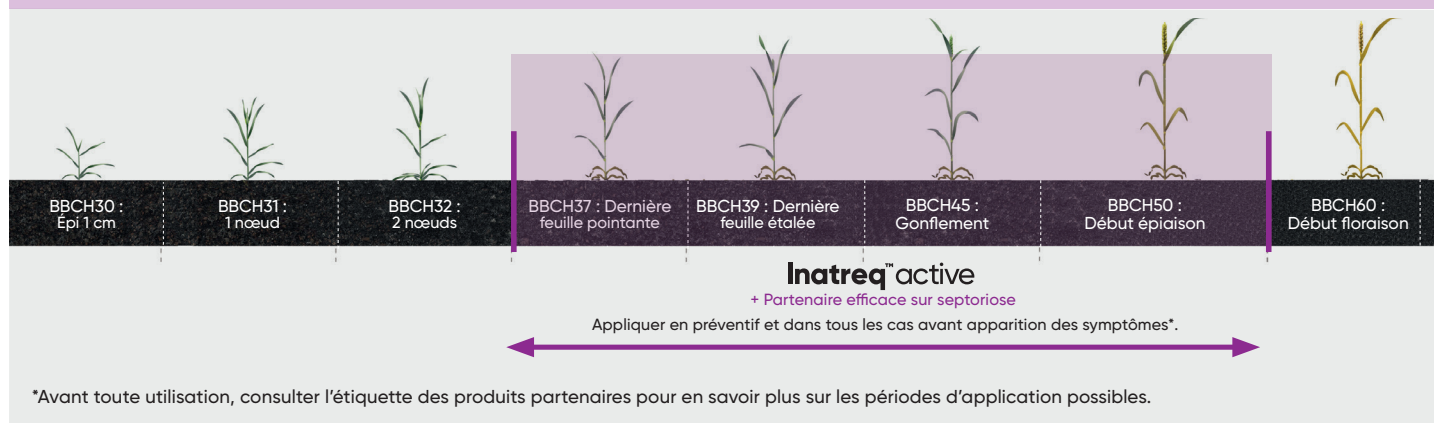 BBCH30 :
Épi 1 cm
BBCH31 :
1 nœud
BBCH32 :
2 nœuds
BBCH37 : Dernière
feuille pointante
BBCH39 : Dernière
feuille étalée
BBCH45 :
Gonflement
BBCH50 :
Début épiaison
BBCH60 :
Début floraison
Inatreq™ active
+ Partenaire efficace sur septoriose
Appliquer en préventif et dans tous les cas avant apparition des symptômes*.
*Avant toute utilisation, consulter l’étiquette des produits partenaires pour en savoir plus sur les périodes d’application possibles.